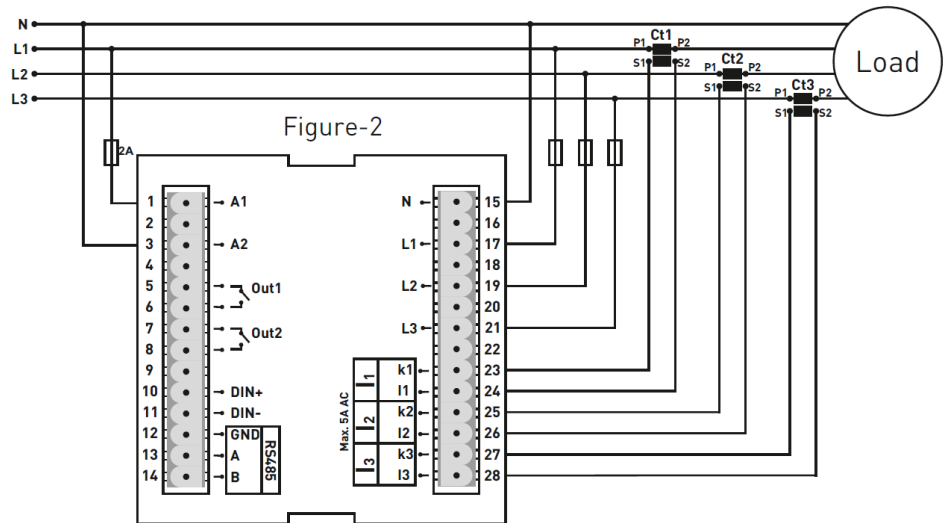 N
L1
L2
L3
P1 Ct1 P2
S1 S2
P1 Ct2 P2
S1 S2
P1 Ct3 P2
S1 S2
Load
Figure-2
2A
1 A1
2
3 A2
4
5 Out1
6
7 Out2
8
9
10 DIN+
11 DIN-
12 GND
13 A
14 B
RS485
N 15
16
L1 17
18
L2 19
20
L3 21
22
k1 23
l1 24
k2 25
l2 26
k3 27
l3 28
Max. 5A AC
I1
I2
I3